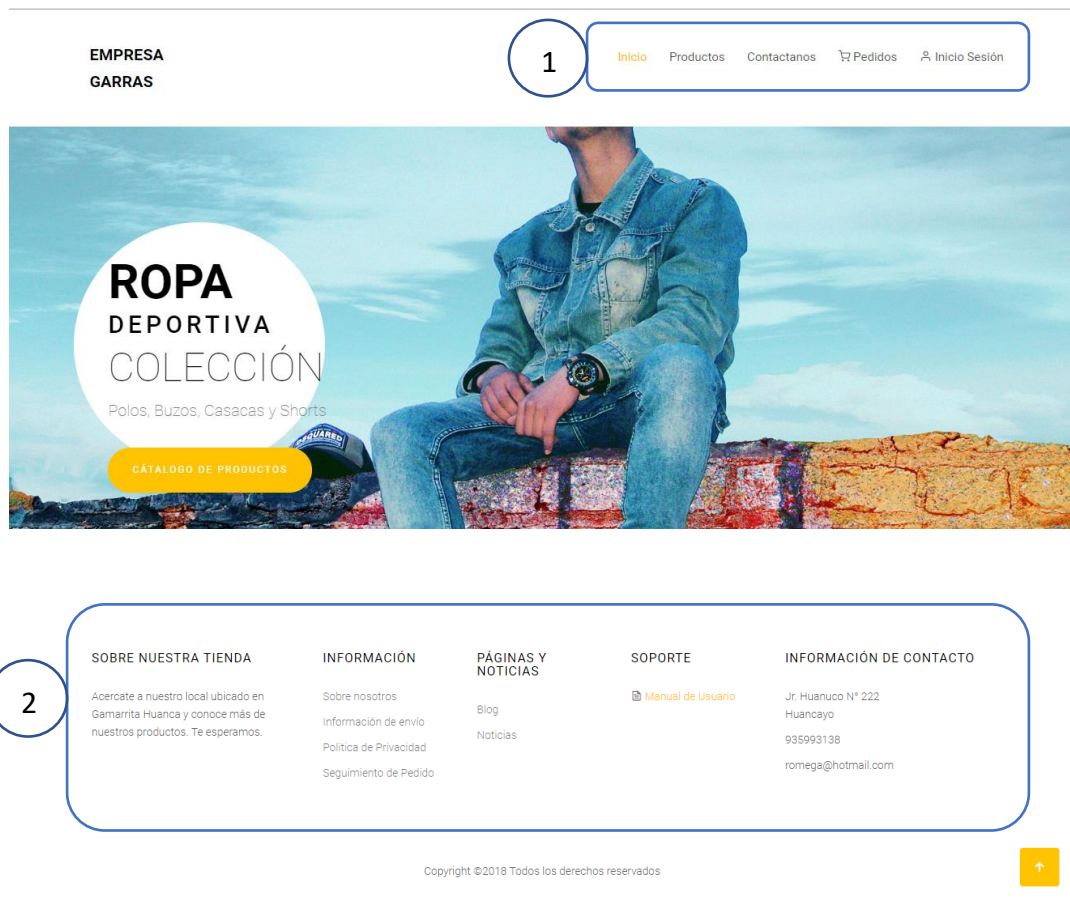 EMPRESA
GARRAS
1
Inicio Productos Contactanos Pedidos Inicio Sesión
ROPA
DEPORTIVA
COLECCIÓN
Polos, Buzos, Casacas y Shorts
DSQUARED
CÁTALOGO DE PRODUCTOS
2
SOBRE NUESTRA TIENDA
Acercate a nuestro local ubicado en
Gamarrita Huanca y conoce más de
nuestros productos. Te esperamos.
INFORMACIÓN
Sobre nosotros
Información de envío
Politica de Privacidad
Seguimiento de Pedido
PÁGINAS Y
NOTICIAS
Blog
Noticias
SOPORTE
Manual de Usuario
INFORMACIÓN DE CONTACTO
Jr. Huanuco N° 222
Huancayo
935993138
romega@hotmail.com
Copyright ©2018 Todos los derechos reservados